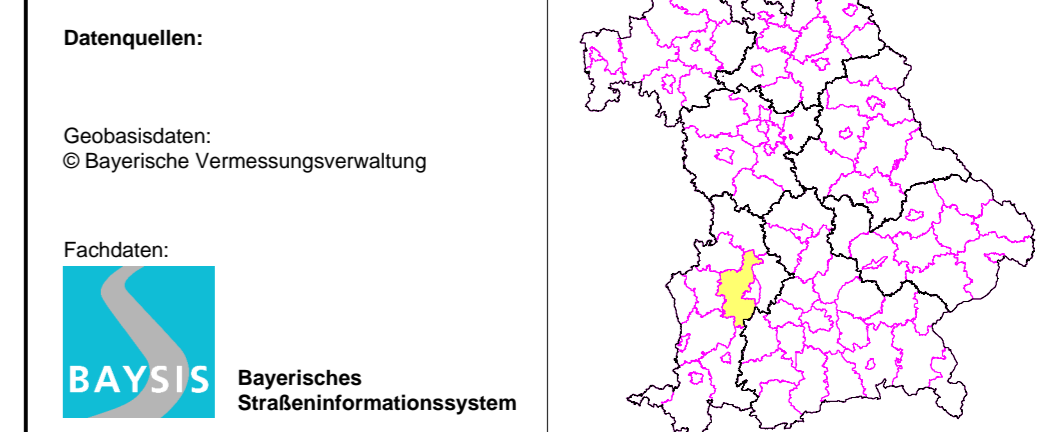 Datenquellen:
Geobasisdaten:
© Bayerische Vermessungsverwaltung
Fachdaten:
BAYSIS
Bayerisches
Straßeninformationssystem